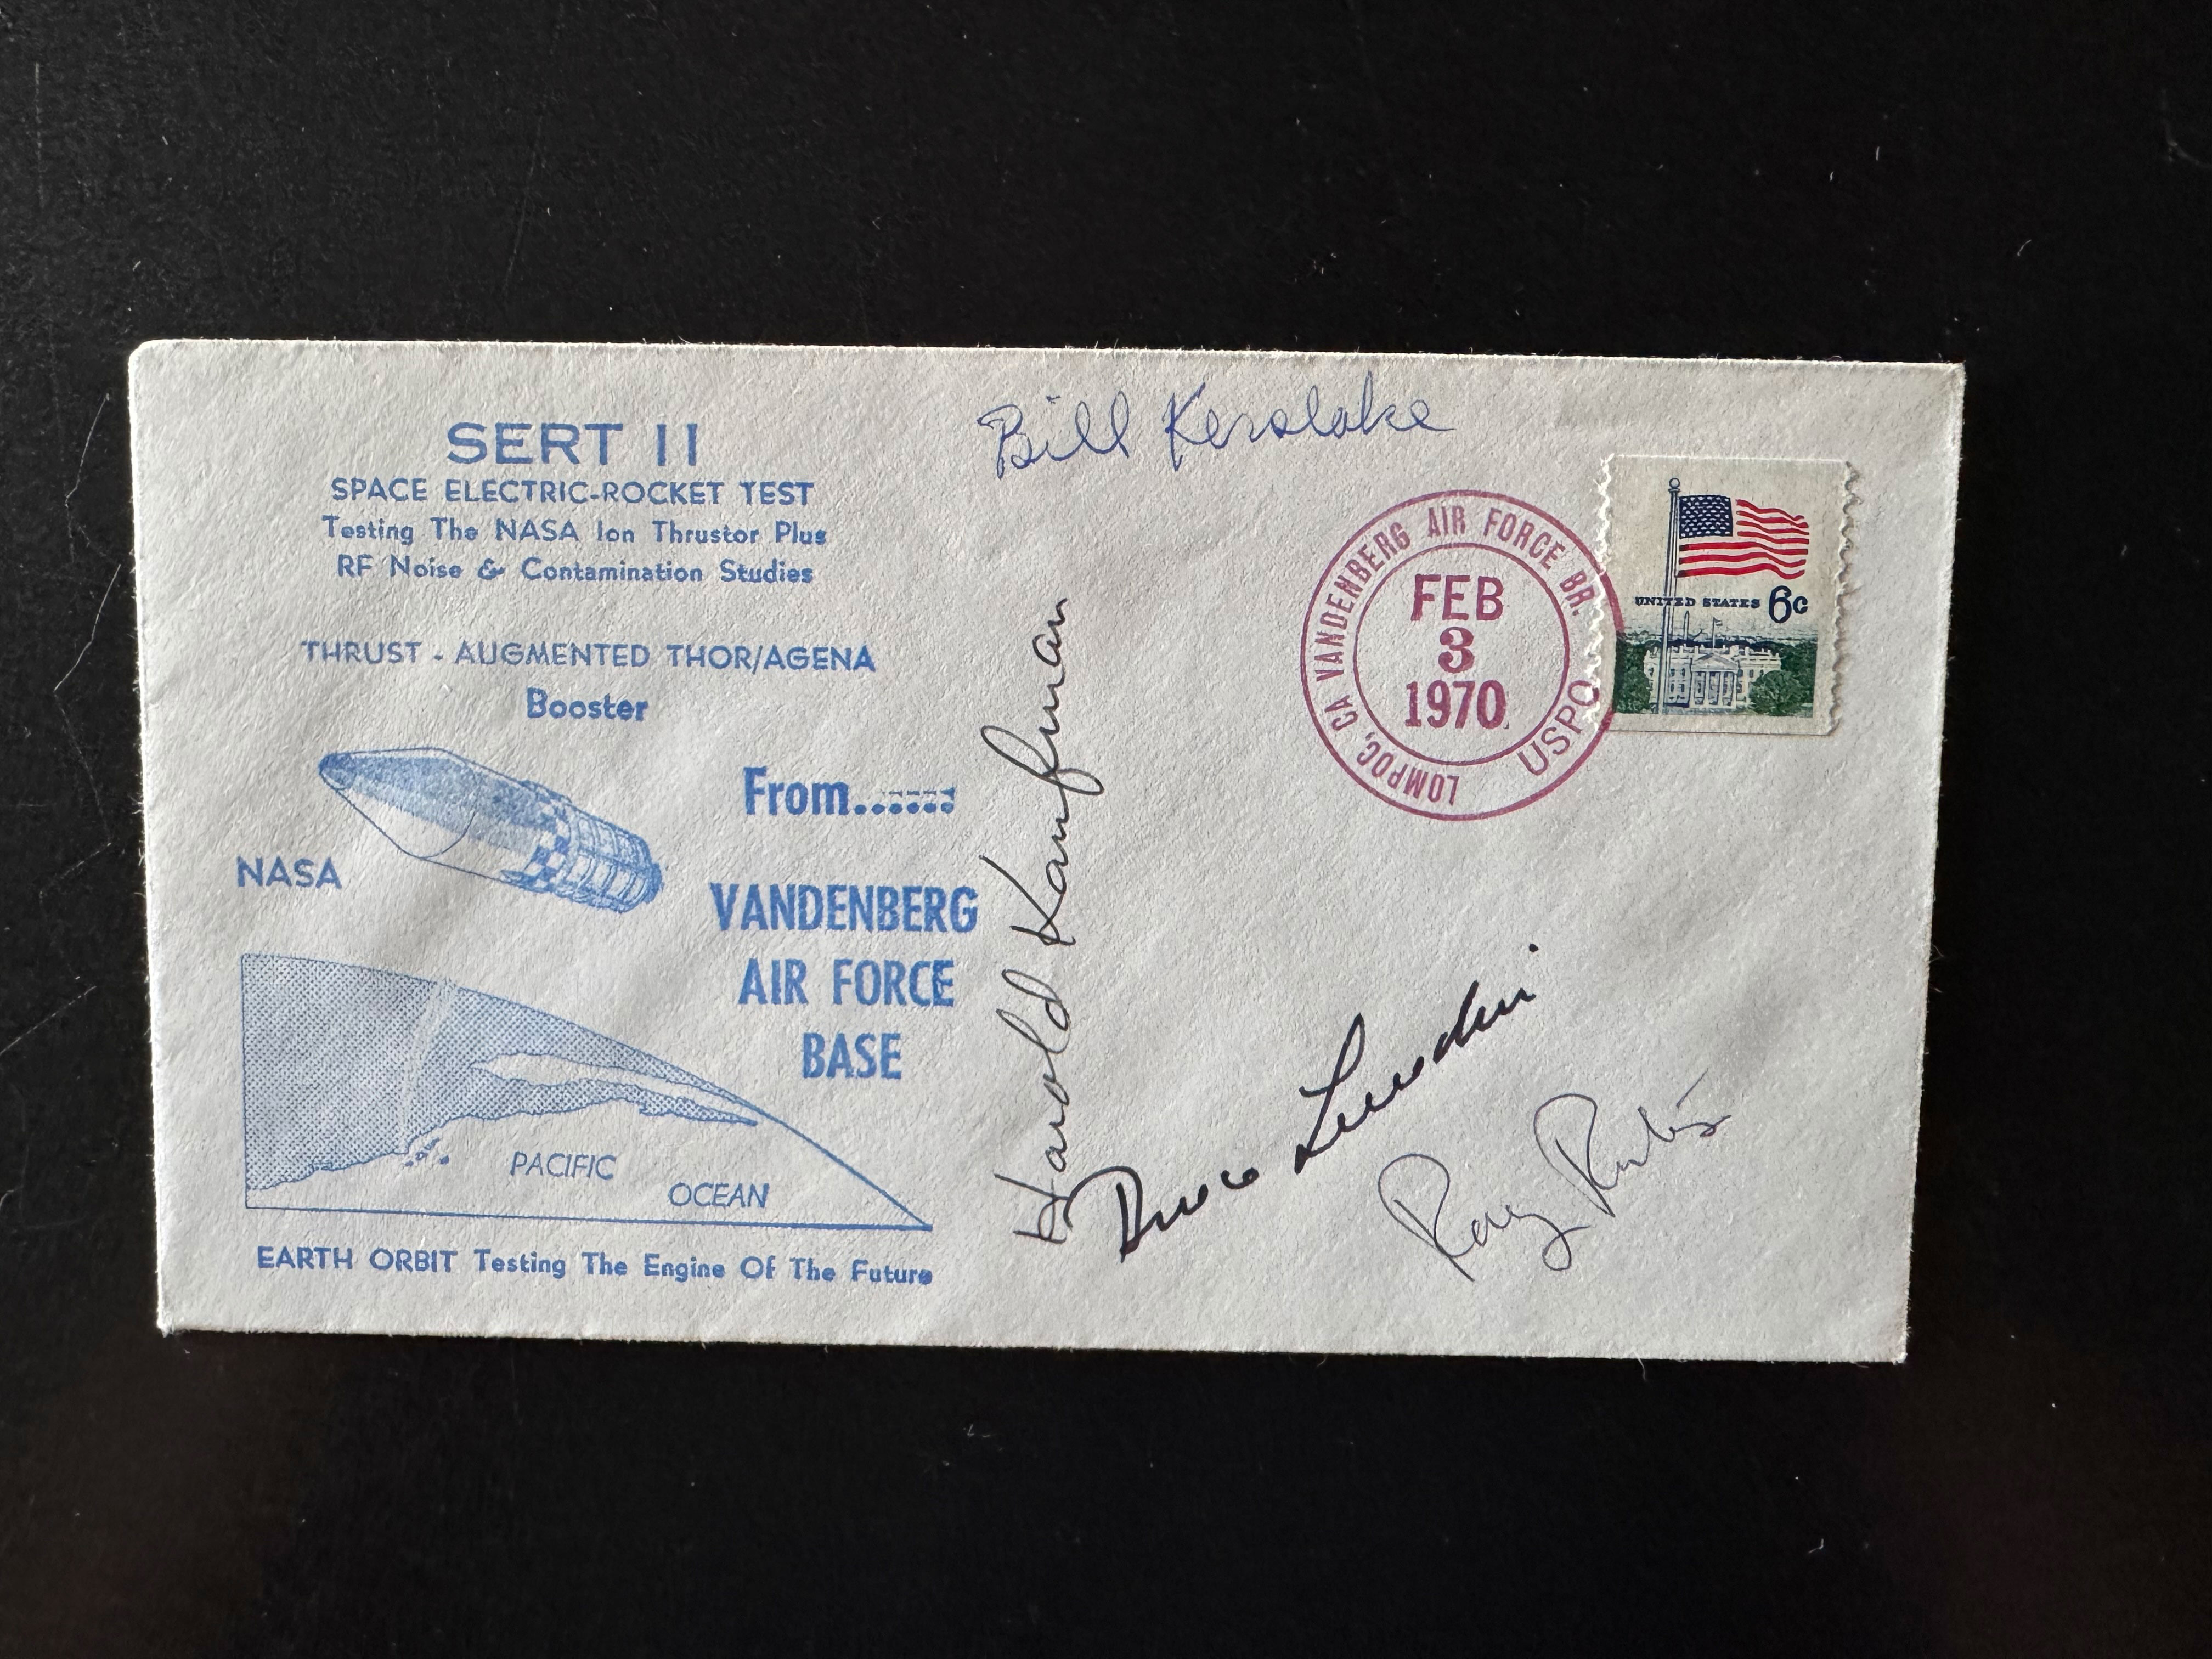 SERT II
SPACE ELECTRIC-ROCKET TEST
Testing The NASA Ion Thrustor Plus
RF Noise & Contamination Studies
THRUST - AUGMENTED THOR/AGENA
Booster
NASA
From......
VANDENBERG
AIR FORCE
BASE
PACIFIC
OCEAN
EARTH ORBIT Testing The Engine Of The Future
Bill Kerslake
Harold Kaufman
Ray
LOMPOC, CA VANDENBERG AIR FORCE BR.
USPO
FEB
3
1970
UNITED STATES 6c